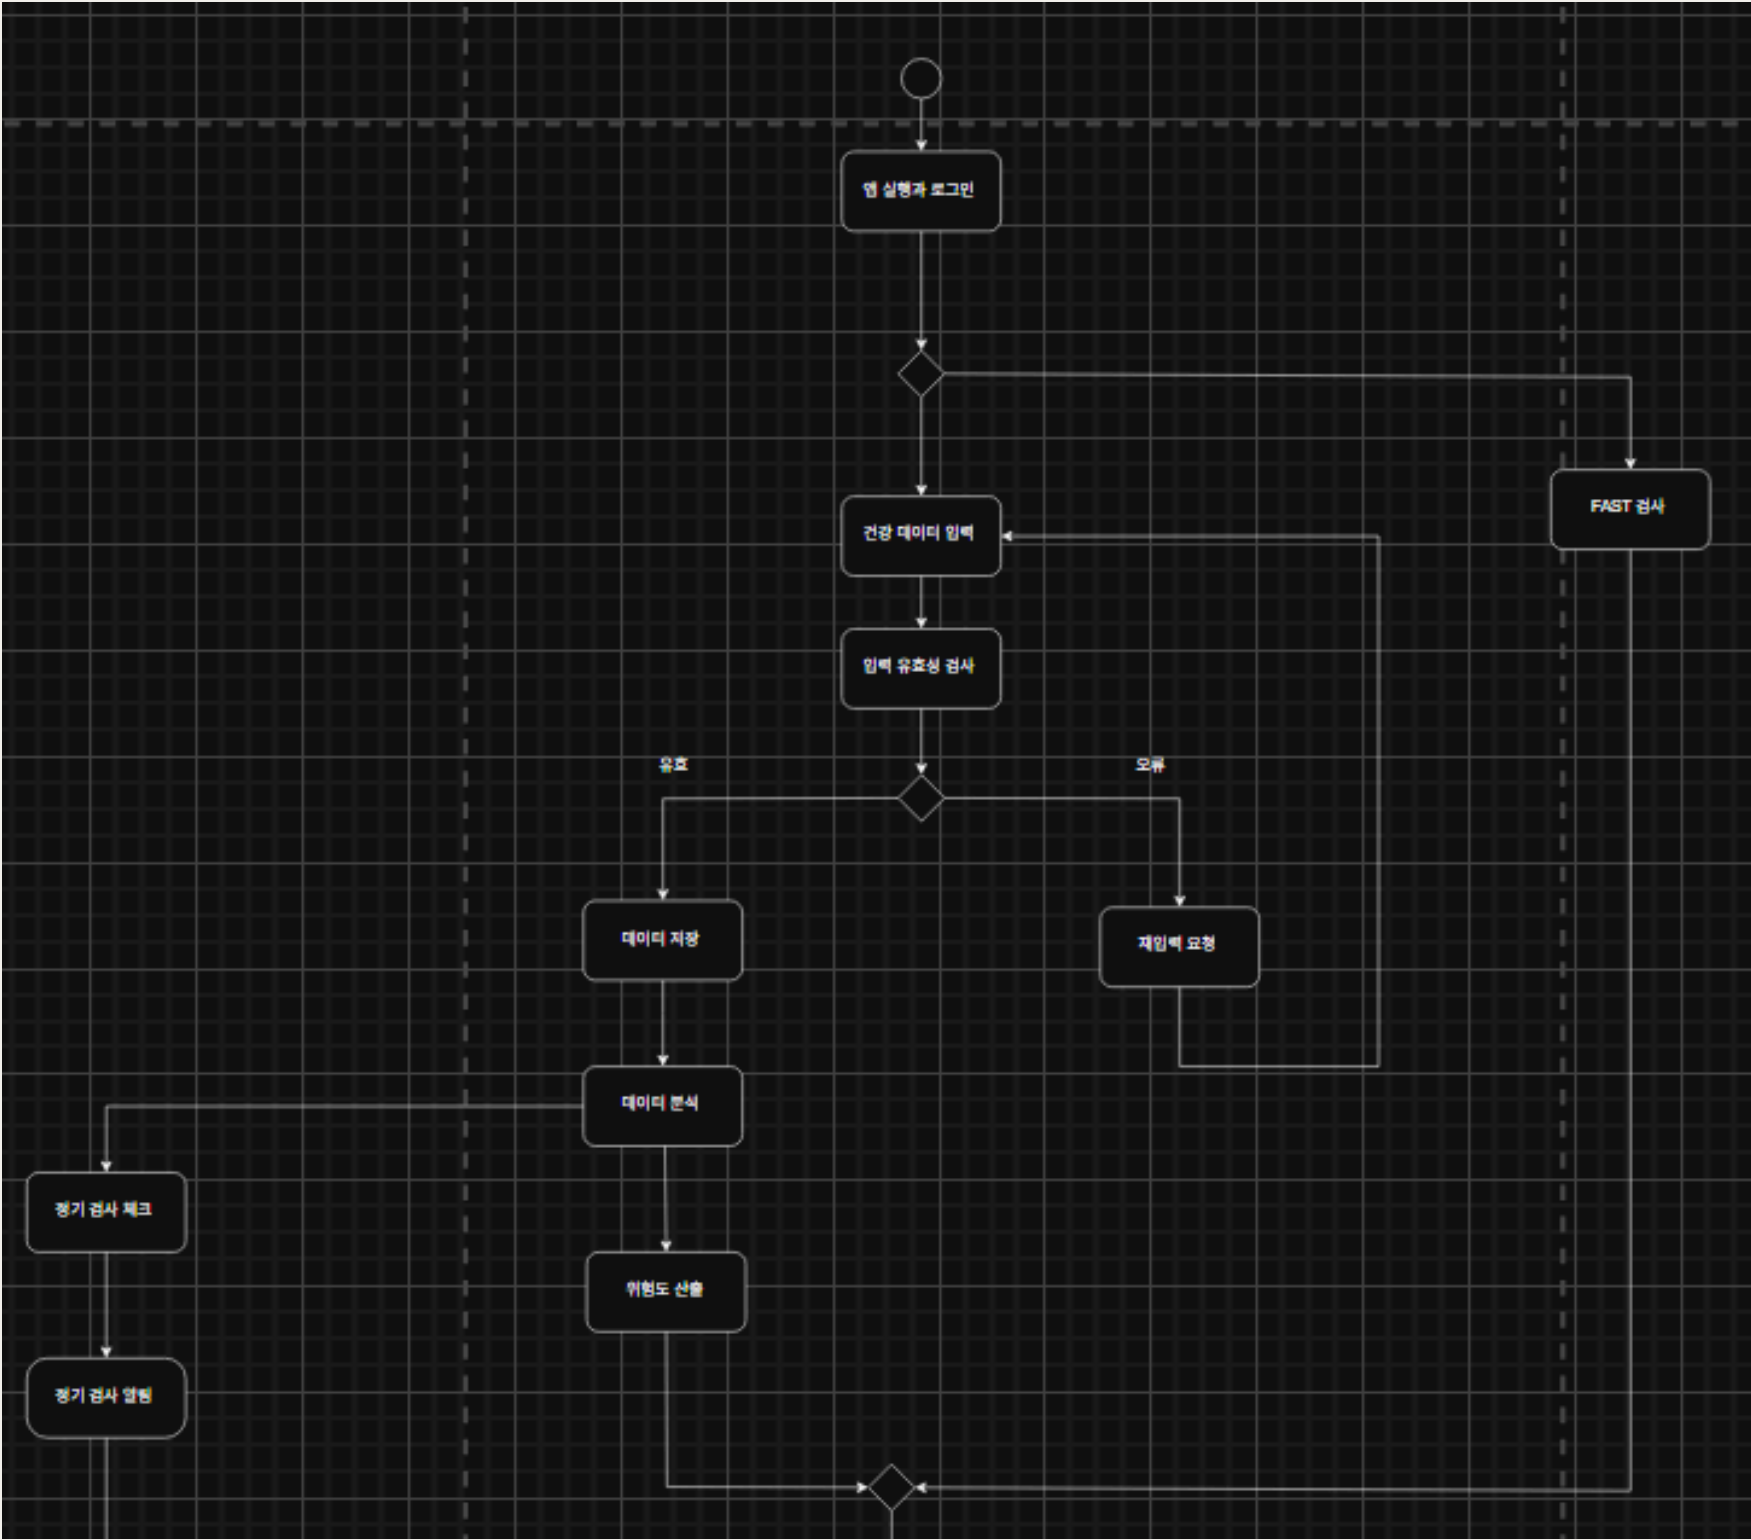 앱 실행과 로그인
FAST 검사
건강 데이터 입력
입력 유효성 검사
유효
오류
데이터 저장
재입력 요청
데이터 분석
정기 검사 체크
위험도 산출
정기 검사 알림